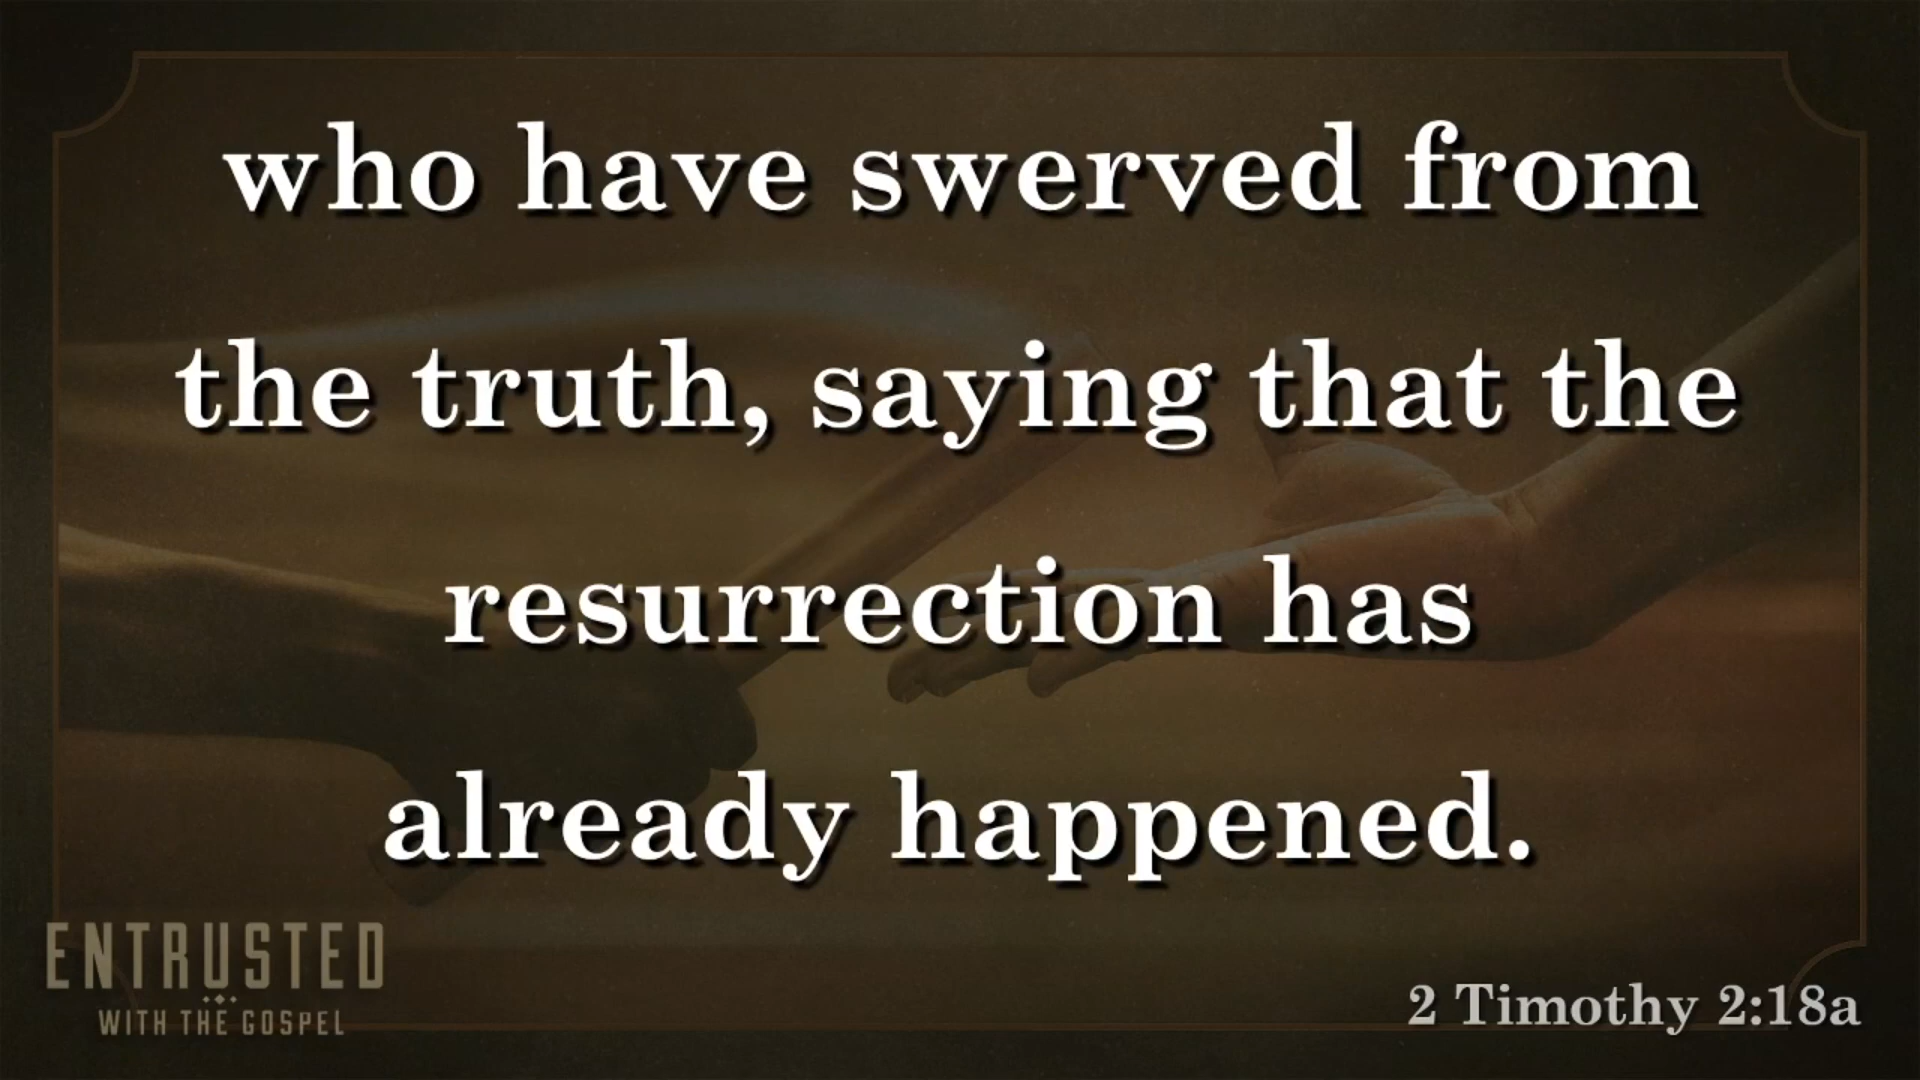 who have swerved from
the truth, saying that the
resurrection has
already happened.
ENTRUSTED
WITH THE GOSPEL
2 Timothy 2:18a